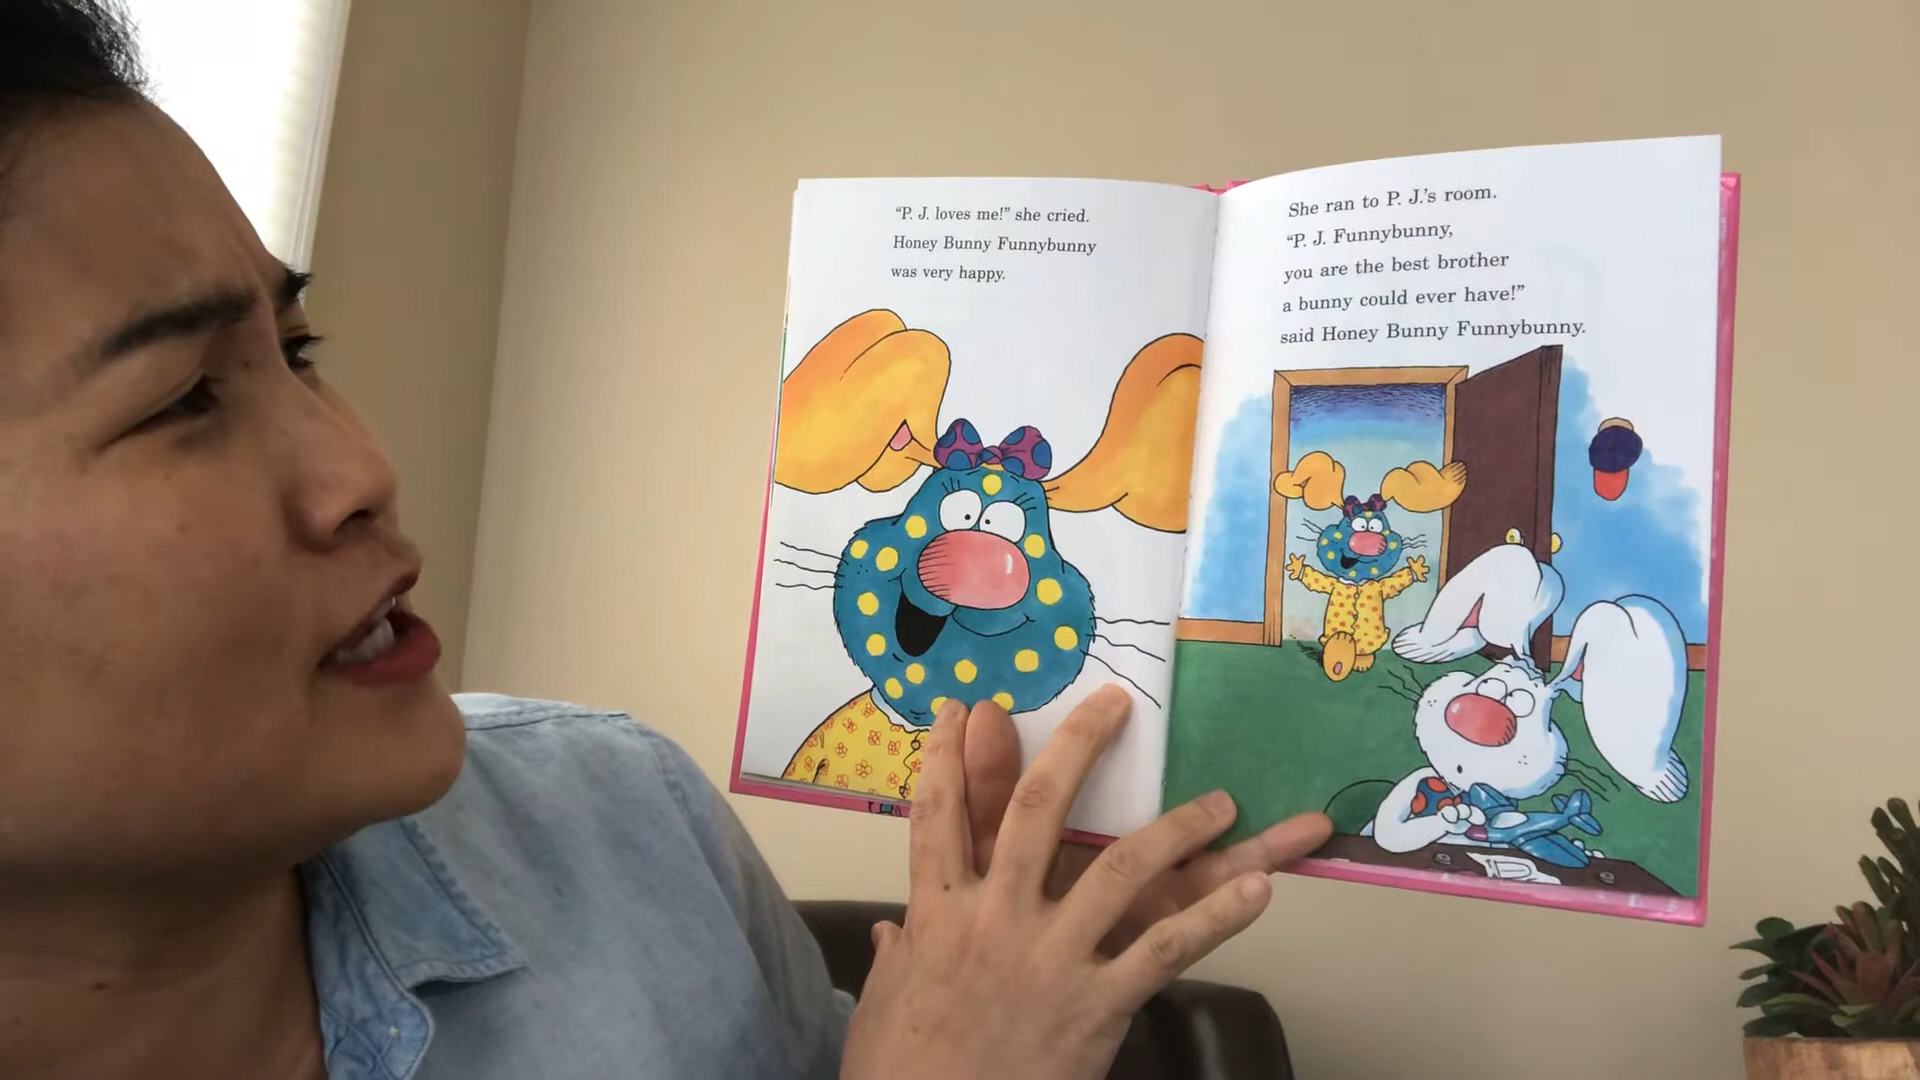 “P. J. loves me!” she cried.
Honey Bunny Funnybunny
was very happy.
She ran to P. J.’s room.
“P. J. Funnybunny,
you are the best brother
a bunny could ever have!”
said Honey Bunny Funnybunny.